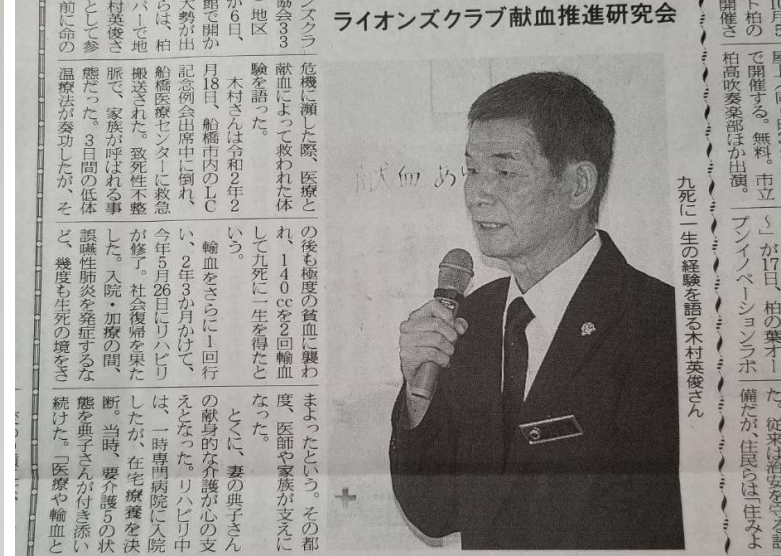 ライオンズクラブ献血推進研究会
ンズクラ
協会33
地区
か6日、
館で開か
大勢が出
らは、柏
バーで地
村英俊さ
として参
前に命の
危機に瀕した際、医療と
献血によって救われた体
験を語った。
木村さんは令和2年2
月18日、船橋市内のLC
記念例会出席中に倒れ、
船橋医療センターに救急
搬送された。致死性不整
脈で、家族が呼ばれる事
態だった。3日間の低体
温療法が奏功したが、そ
の後も極度の貧血に襲わ
れ、140ccを2回輸血
して九死に一生を得たと
いう。
輸血をさらに1回行
い、2年3か月かけて、
今年5月26日にリハビリ
が修了。社会復帰を果た
した。入院・加療の間、
誤嚥性肺炎を発症するな
ど、幾度も生死の境をさ
まよったという。その都
度、医師や家族が支えに
なった。
とくに、妻の典子さん
の献身的な介護が心の支
えとなった。リハビリ中
は、一時専門病院に入院
したが、在宅療養を決
断。当時、要介護5の状
態を典子さんが付き添い
続けた。「医療や輸血と
献血あり
九死に一生の経験を語る木村英俊さん
ト柏の
開催さ
で開催する。無料。市立
柏高吹奏楽部ほか出演。
〜」が17日、柏の葉オー
プンイノベーションラボ
備だが、住民らは「住みよ